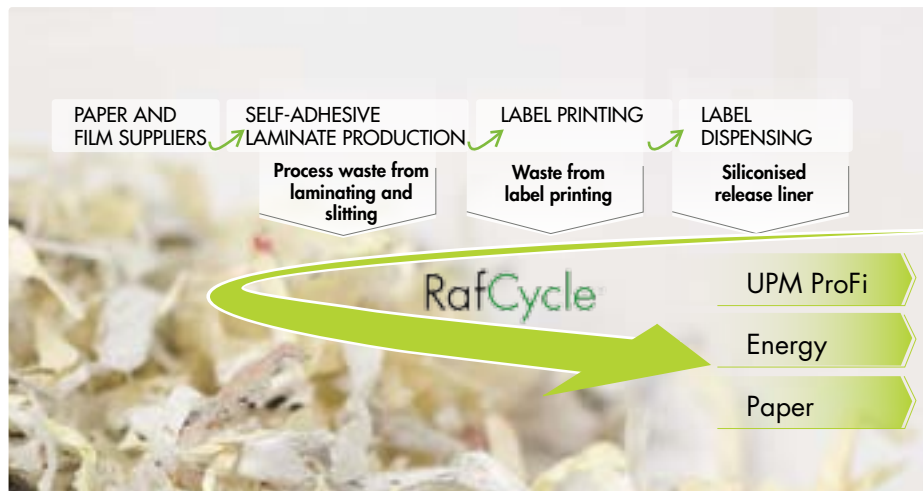 PAPER AND
FILM SUPPLIERS
SELF-ADHESIVE
LAMINATE PRODUCTION
LABEL PRINTING
LABEL
DISPENSING
Process waste from
laminating and
slitting
Waste from
label printing
Siliconised
release liner
RafCycle
UPM ProFi
Energy
Paper